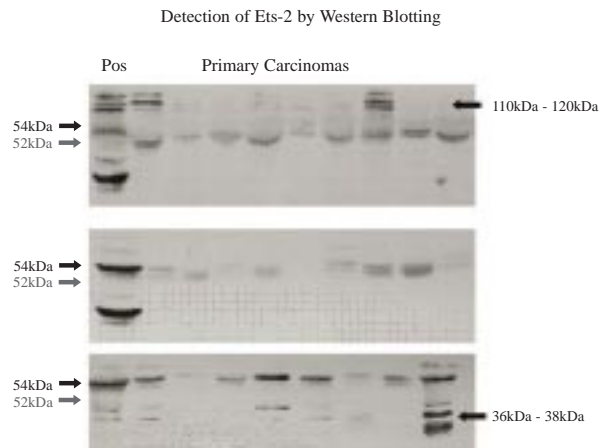 Detection of Ets-2 by Western Blotting
Pos Primary Carcinomas
110kDa - 120kDa
54kDa
52kDa
54kDa
52kDa
54kDa
52kDa
36kDa - 38kDa